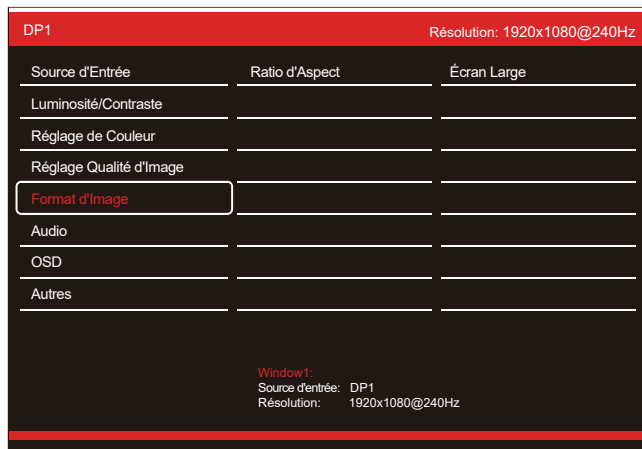 DP1 Résolution: 1920x1080@240Hz
Source d'Entrée Ratio d'Aspect Écran Large
Luminosité/Contraste
Réglage de Couleur
Réglage Qualité d'Image
Format d'Image
Audio
OSD
Autres
Window1:
Source d'entrée: DP1
Résolution: 1920x1080@240Hz